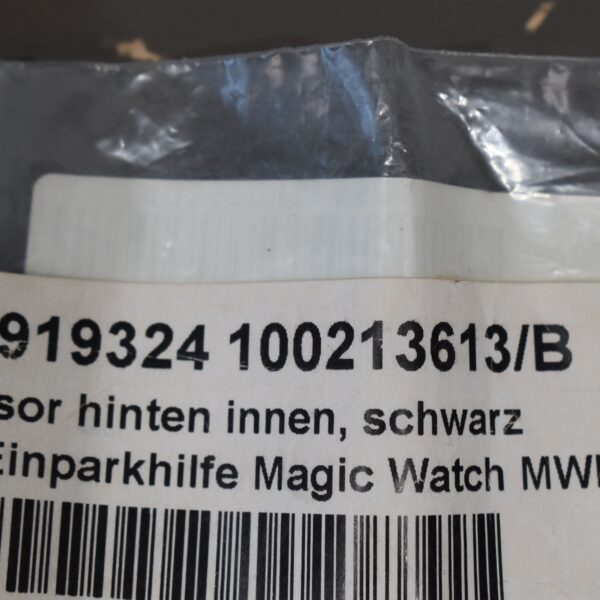 919324 100213613/B
sor hinten innen, schwarz
Einparkhilfe Magic Watch MW